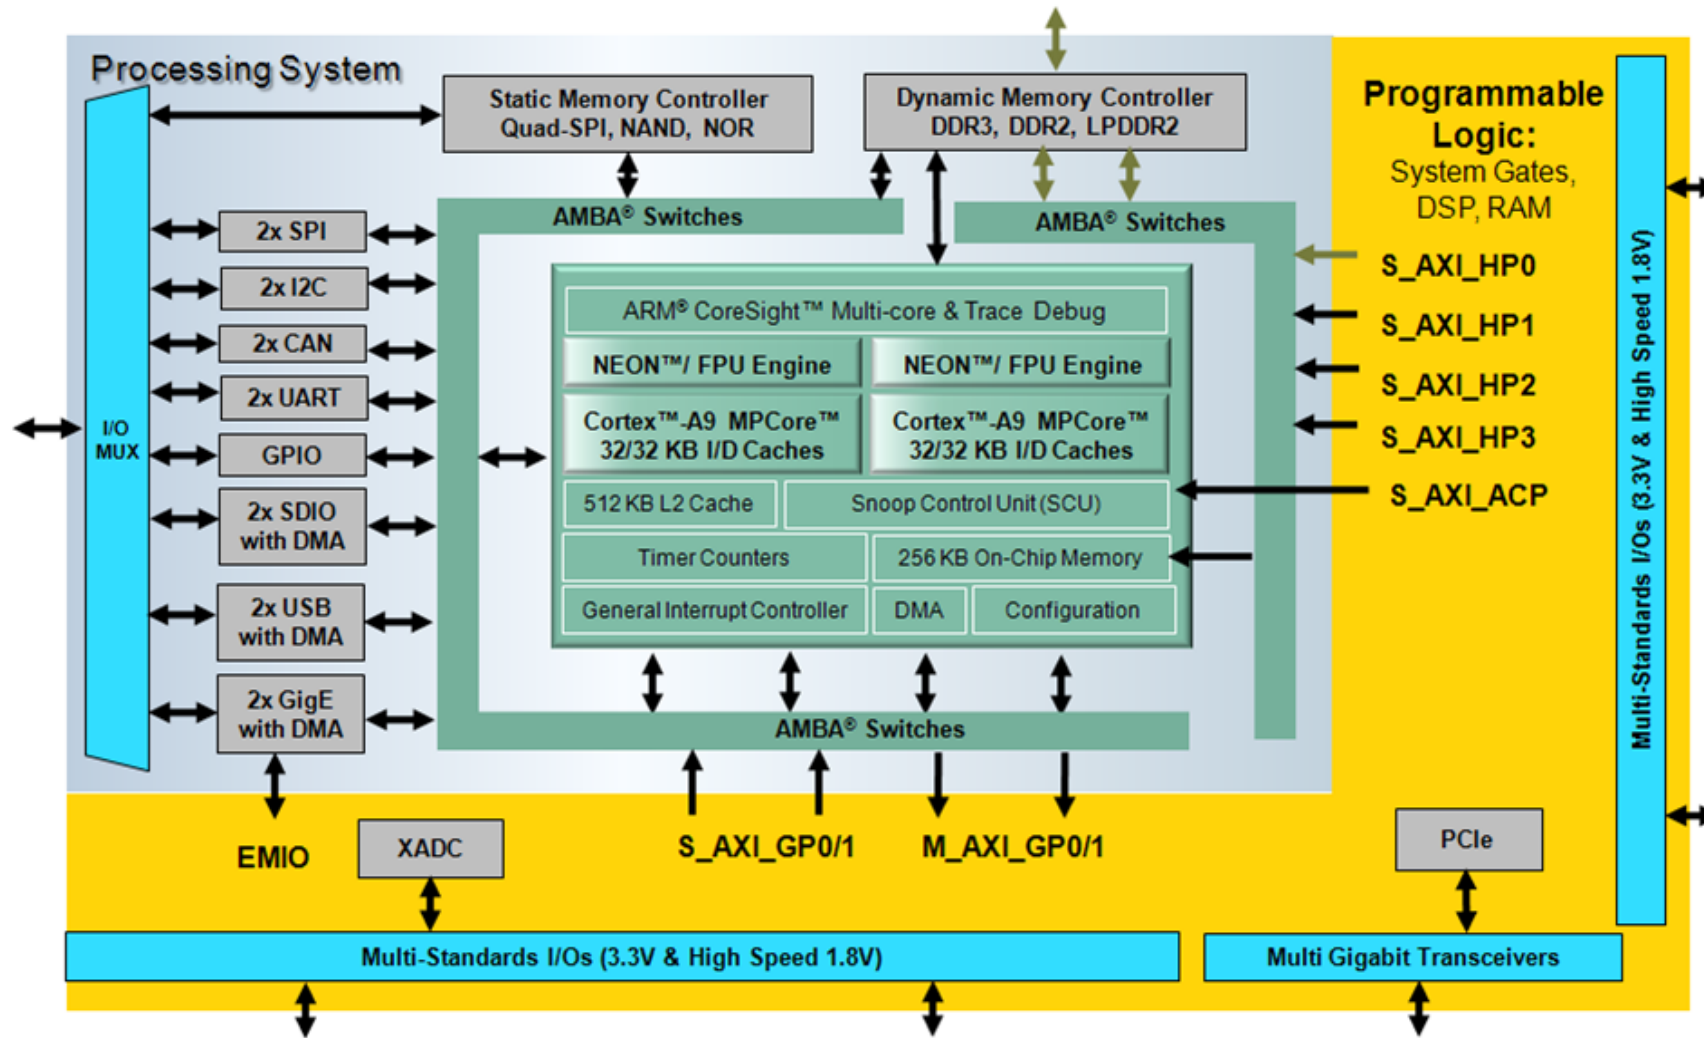 Processing System
Static Memory Controller
Quad-SPI, NAND, NOR
Dynamic Memory Controller
DDR3, DDR2, LPDDR2
Programmable
Logic:
System Gates,
DSP, RAM
AMBA® Switches
AMBA® Switches
2x SPI
2x I2C
2x CAN
2x UART
GPIO
2x SDIO
with DMA
2x USB
with DMA
2x GigE
with DMA
I/O
MUX
ARM® CoreSight™ Multi-core & Trace Debug
NEON™/ FPU Engine
NEON™/ FPU Engine
Cortex™-A9 MPCore™
32/32 KB I/D Caches
Cortex™-A9 MPCore™
32/32 KB I/D Caches
512 KB L2 Cache
Snoop Control Unit (SCU)
Timer Counters
256 KB On-Chip Memory
General Interrupt Controller
DMA
Configuration
AMBA® Switches
S_AXI_HP0
S_AXI_HP1
S_AXI_HP2
S_AXI_HP3
S_AXI_ACP
Multi-Standards I/Os (3.3V & High Speed 1.8V)
EMIO
XADC
S_AXI_GP0/1
M_AXI_GP0/1
PCIe
Multi-Standards I/Os (3.3V & High Speed 1.8V)
Multi Gigabit Transceivers